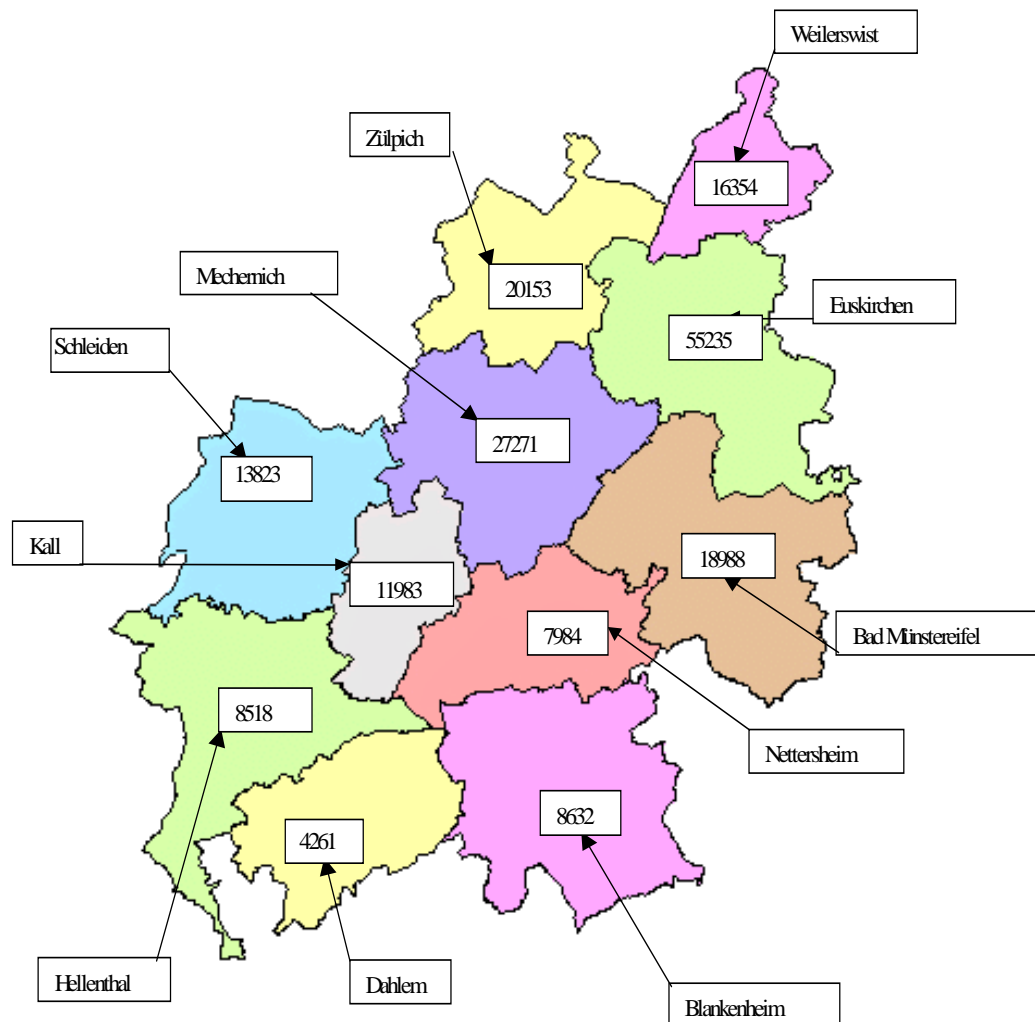 Weilerswist
Zülpich
16354
Mechernich
20153
Euskirchen
55235
Schleiden
27271
13823
Kall
11983
18988
7984
Bad Münstereifel
8518
Nettersheim
4261
8632
Hellenthal
Dahlem
Blankenheim